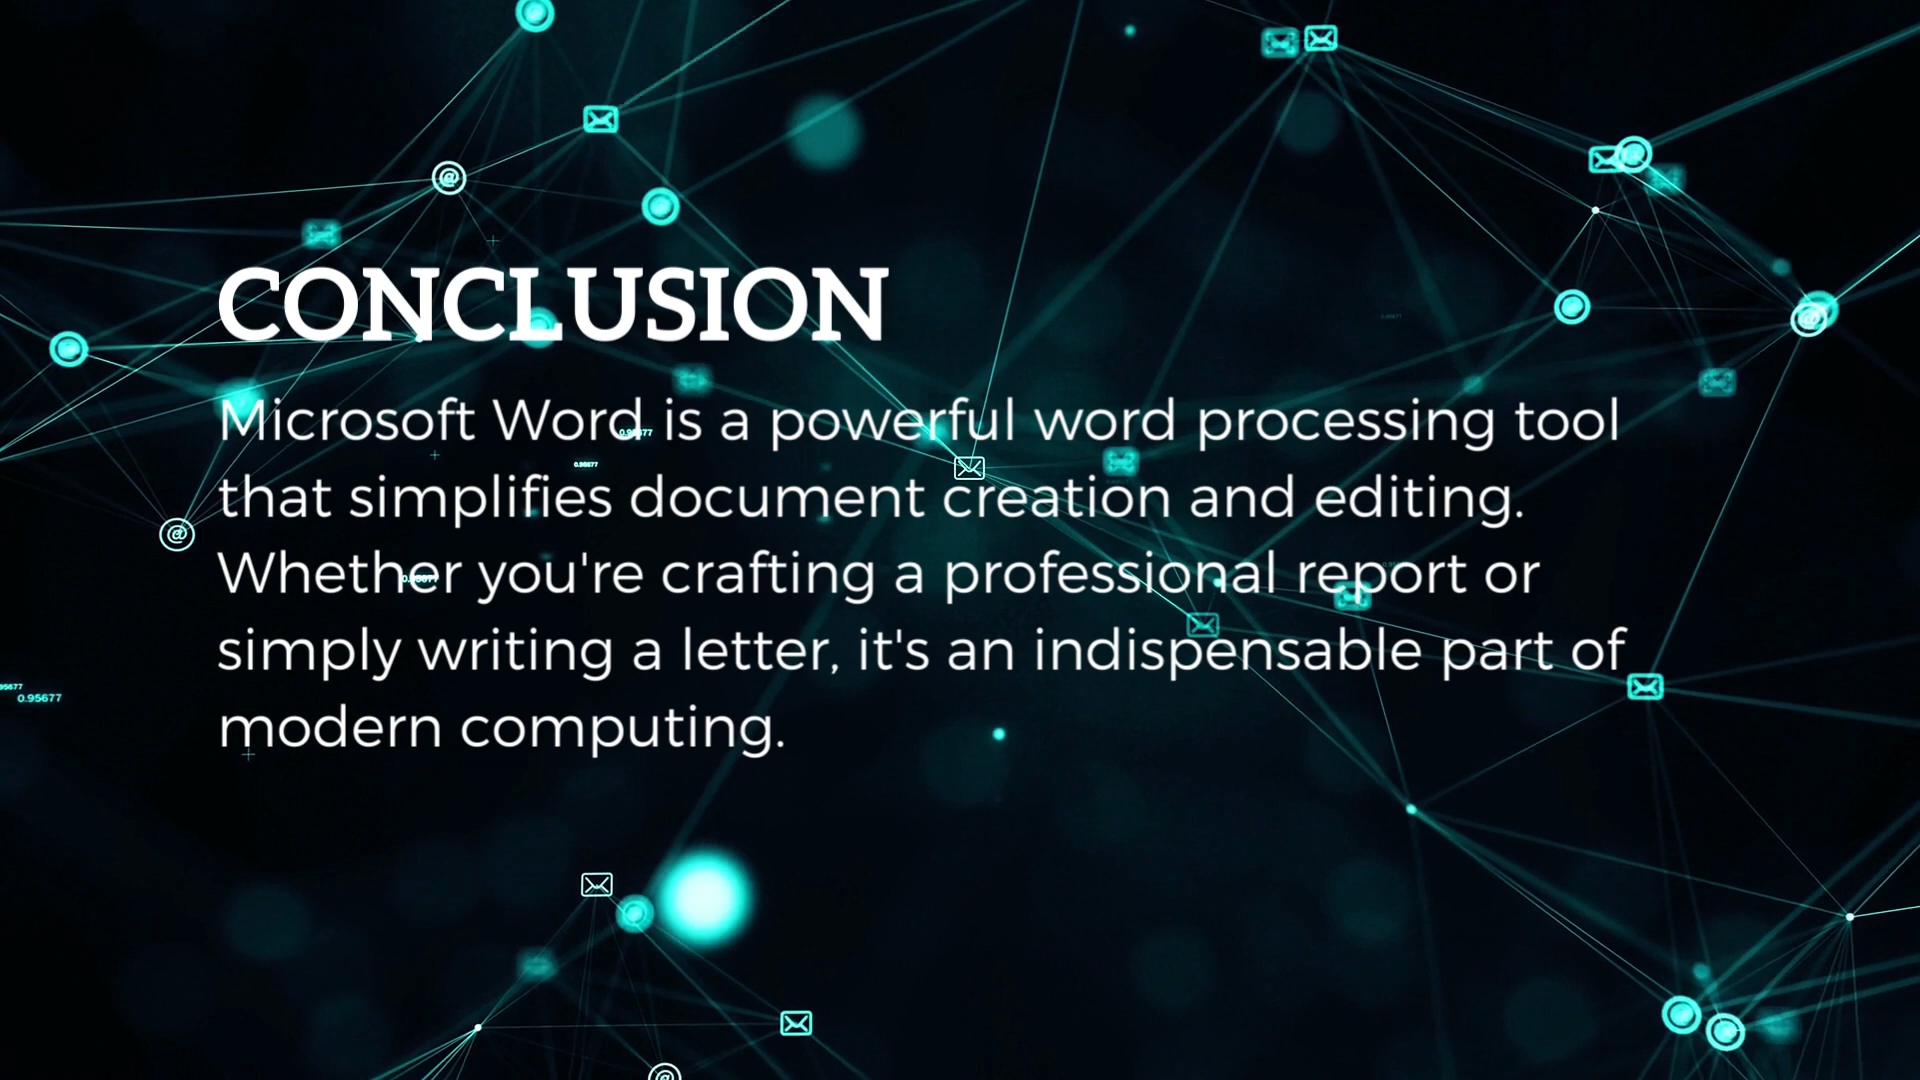 CONCLUSION
Microsoft Word is a powerful word processing tool
that simplifies document creation and editing.
Whether you're crafting a professional report or
simply writing a letter, it's an indispensable part of
modern computing.
0.95677